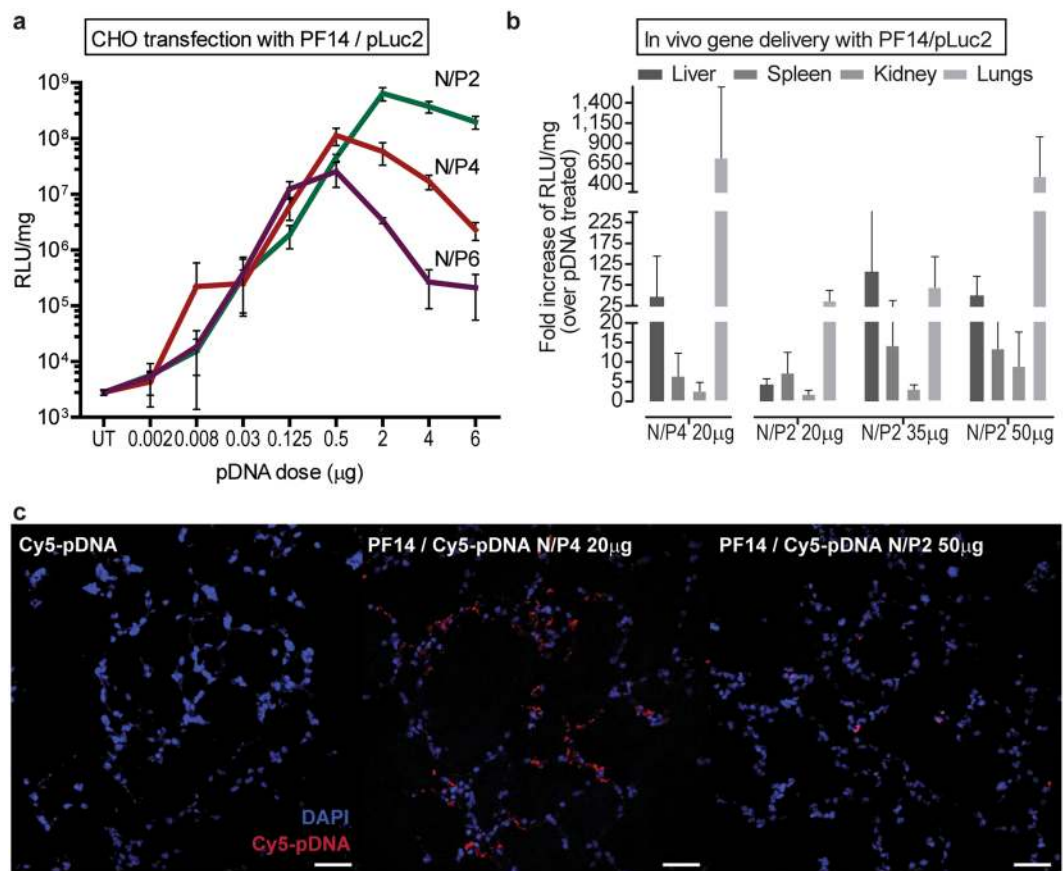 a
CHO transfection with PF14 / pLuc2
10⁹
10⁸
10⁷
10⁶
10⁵
10⁴
10³
RLU/mg
N/P2
N/P4
N/P6
UT 0.002 0.008 0.03 0.125 0.5 2 4 6
pDNA dose (µg)
b
In vivo gene delivery with PF14/pLuc2
Liver Spleen Kidney Lungs
Fold increase of RLU/mg
(over pDNA treated)
1,400
1,150
900
650
400
225
175
125
75
25
20
15
10
5
0
N/P4 20µg N/P2 20µg N/P2 35µg N/P2 50µg
c
Cy5-pDNA
PF14 / Cy5-pDNA N/P4 20µg
PF14 / Cy5-pDNA N/P2 50µg
DAPI
Cy5-pDNA